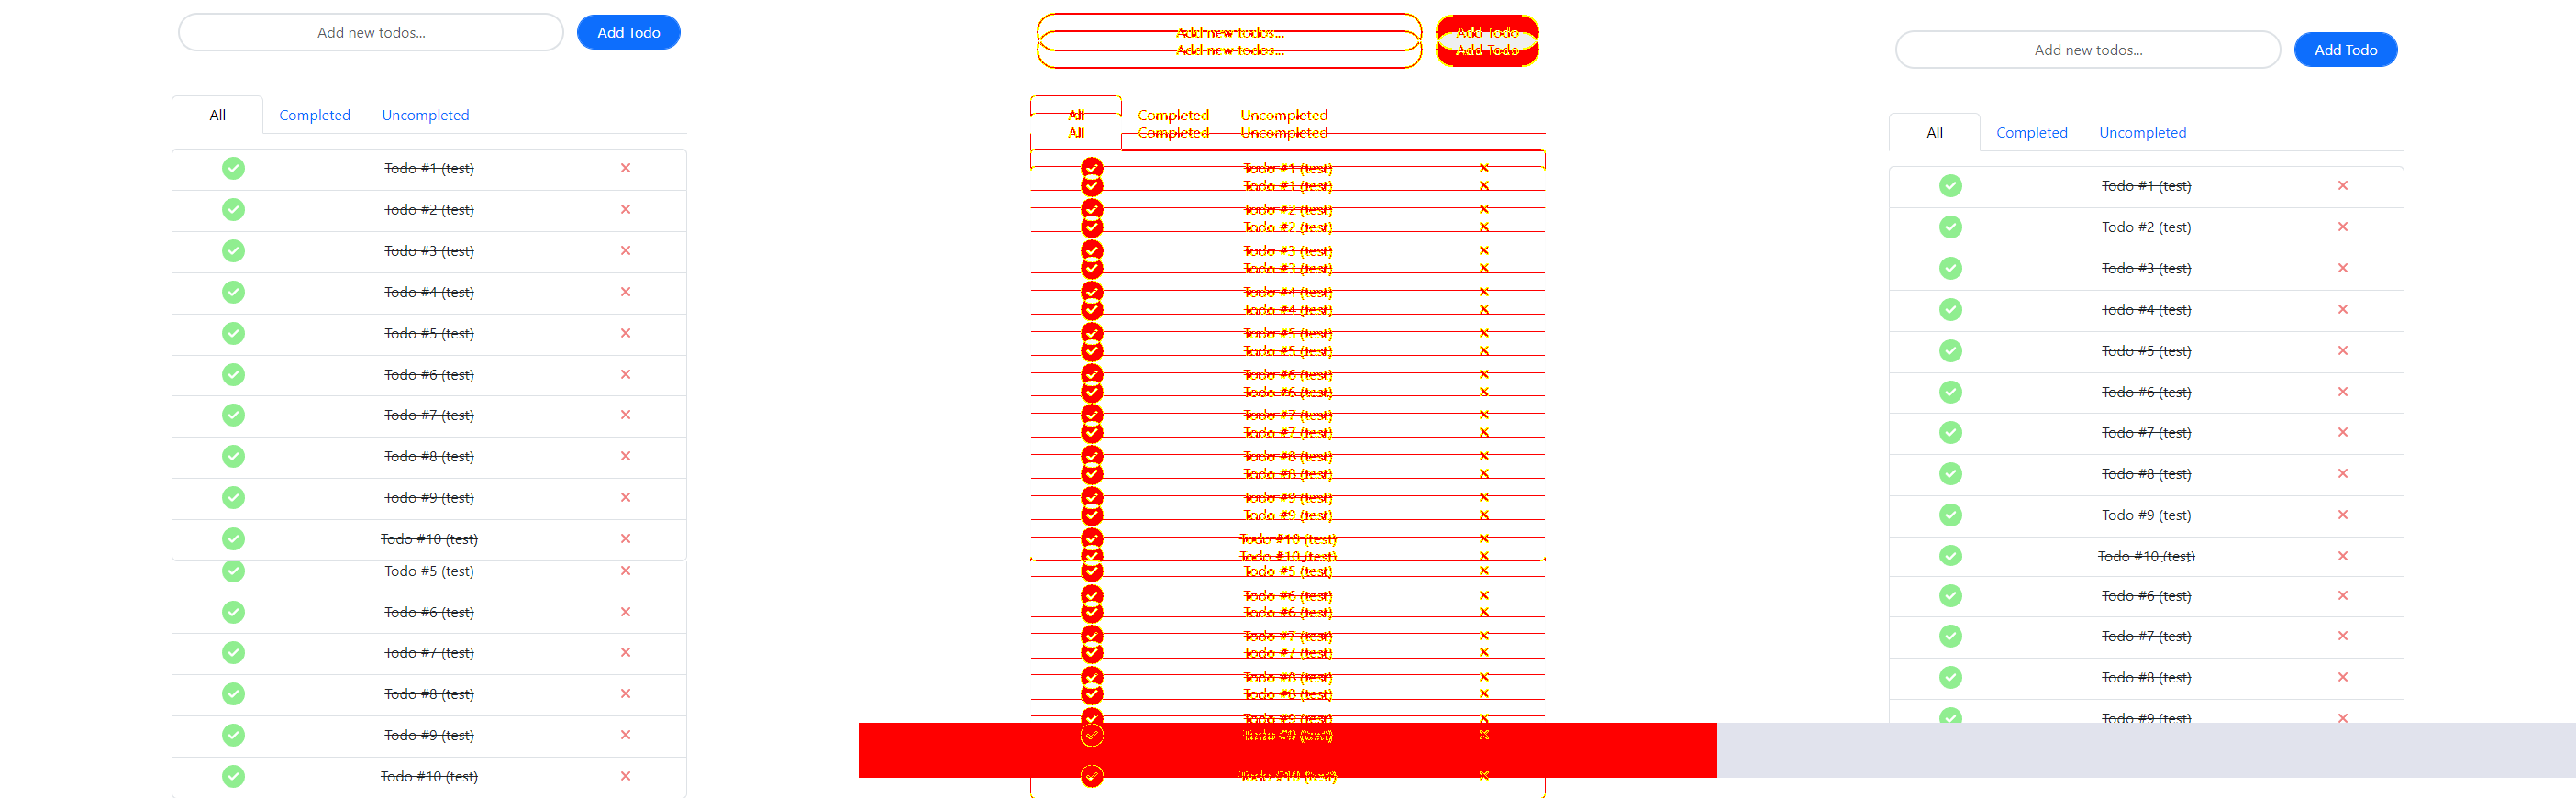 Add new todos...
Add Todo
All Completed Uncompleted
Todo #1 (test)
Todo #2 (test)
Todo #3 (test)
Todo #4 (test)
Todo #5 (test)
Todo #6 (test)
Todo #7 (test)
Todo #8 (test)
Todo #9 (test)
Todo #10 (test)
Todo #5 (test)
Todo #6 (test)
Todo #7 (test)
Todo #8 (test)
Todo #9 (test)
Todo #10 (test)
Add new todos...
Add Todo
Add new todos...
Add Todo
All Completed Uncompleted
All Completed Uncompleted
Todo #1 (test)
Todo #1 (test)
Todo #2 (test)
Todo #2 (test)
Todo #3 (test)
Todo #3 (test)
Todo #4 (test)
Todo #4 (test)
Todo #5 (test)
Todo #5 (test)
Todo #6 (test)
Todo #6 (test)
Todo #7 (test)
Todo #7 (test)
Todo #8 (test)
Todo #8 (test)
Todo #9 (test)
Todo #9 (test)
Todo #10 (test)
Todo #10 (test)
Todo #5 (test)
Todo #6 (test)
Todo #6 (test)
Todo #7 (test)
Todo #7 (test)
Todo #8 (test)
Todo #8 (test)
Todo #9 (test)
Todo #9 (test)
Todo #10 (test)
Add new todos...
Add Todo
All Completed Uncompleted
Todo #1 (test)
Todo #2 (test)
Todo #3 (test)
Todo #4 (test)
Todo #5 (test)
Todo #6 (test)
Todo #7 (test)
Todo #8 (test)
Todo #9 (test)
Todo #10 (test)
Todo #6 (test)
Todo #7 (test)
Todo #8 (test)
Todo #9 (test)